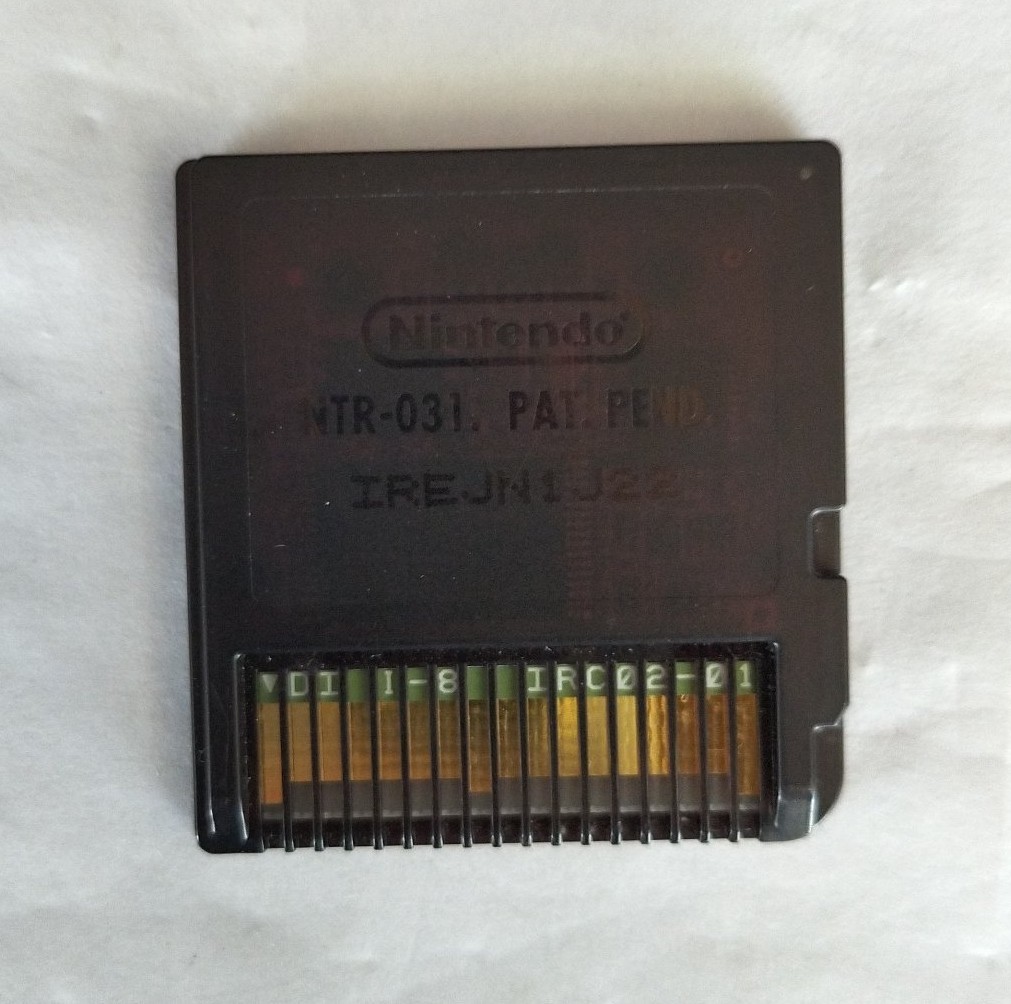 Nintendo
NTR-031. PAT. PEND.
IREJN1J22
▼DI I-8 IRC02-01